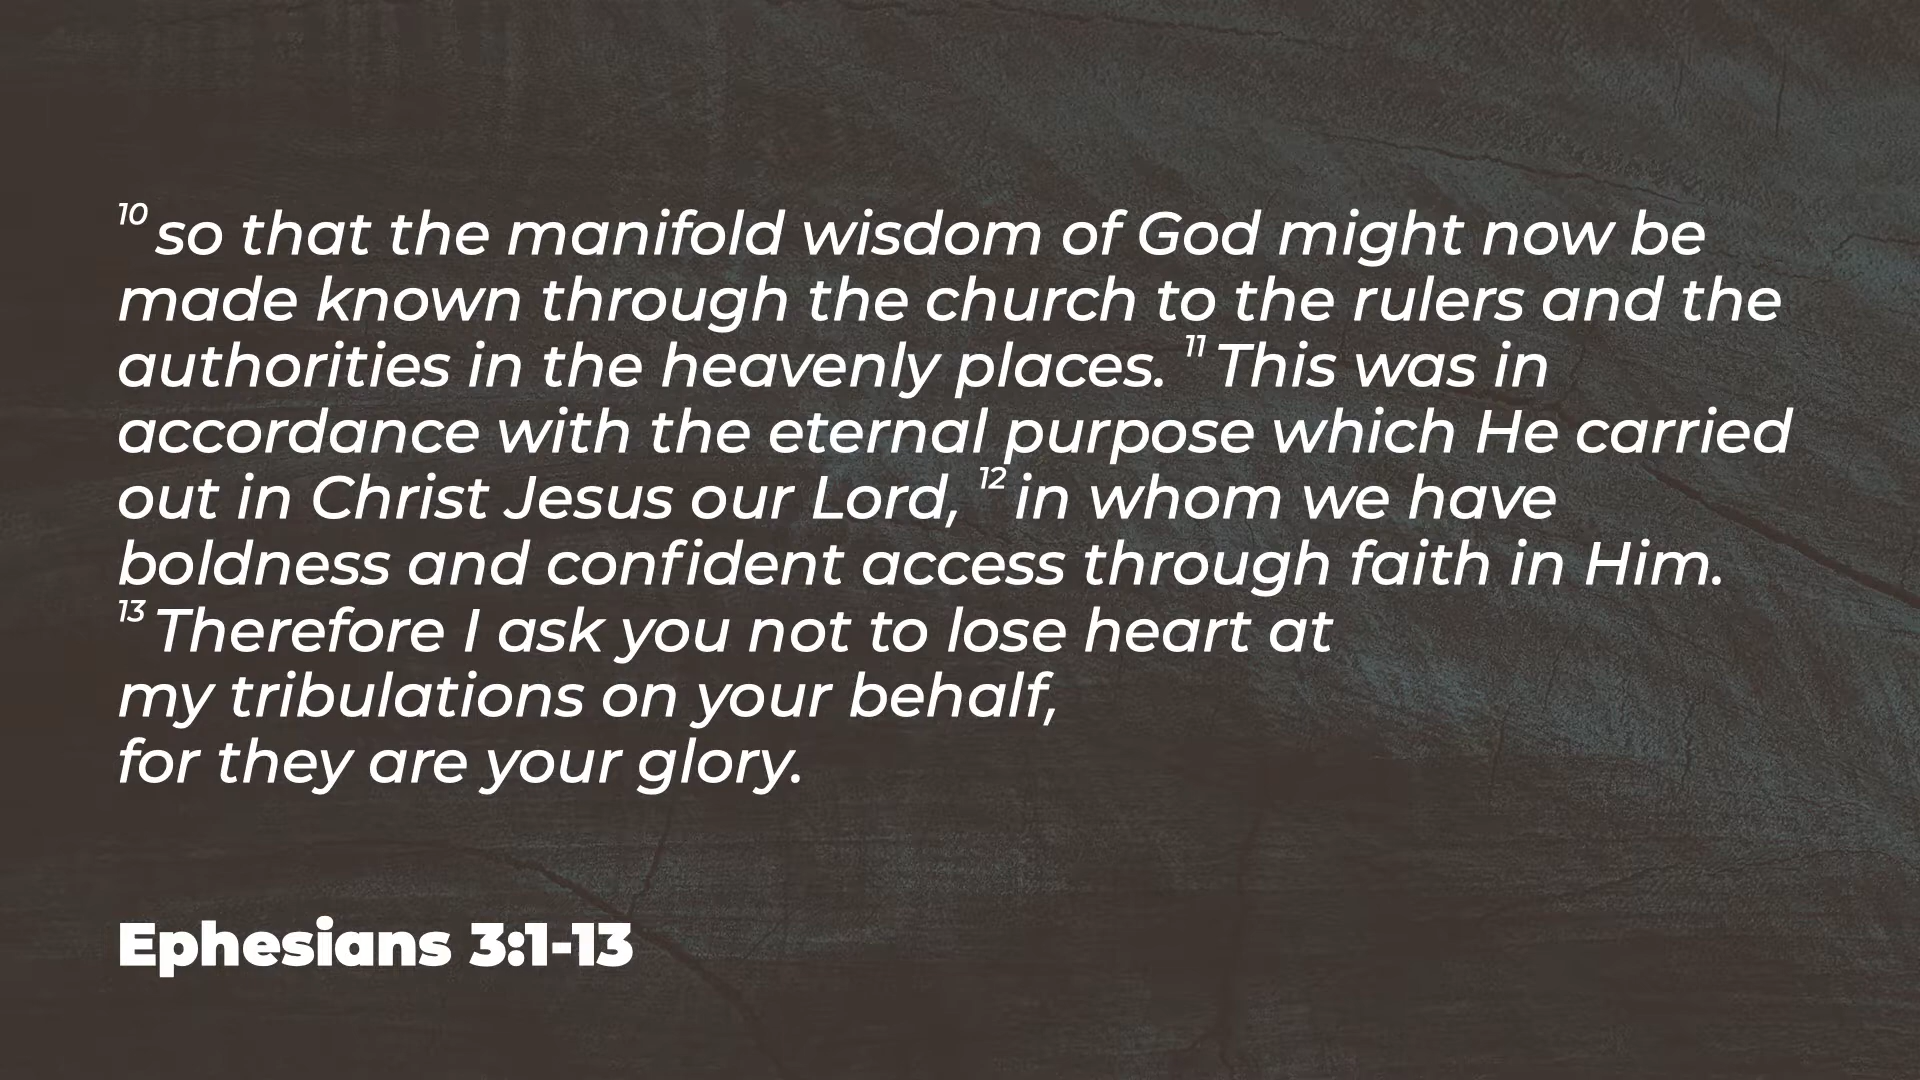 10 so that the manifold wisdom of God might now be
made known through the church to the rulers and the
authorities in the heavenly places. 11 This was in
accordance with the eternal purpose which He carried
out in Christ Jesus our Lord, 12 in whom we have
boldness and confident access through faith in Him.
13 Therefore I ask you not to lose heart at
my tribulations on your behalf,
for they are your glory.
Ephesians 3:1-13